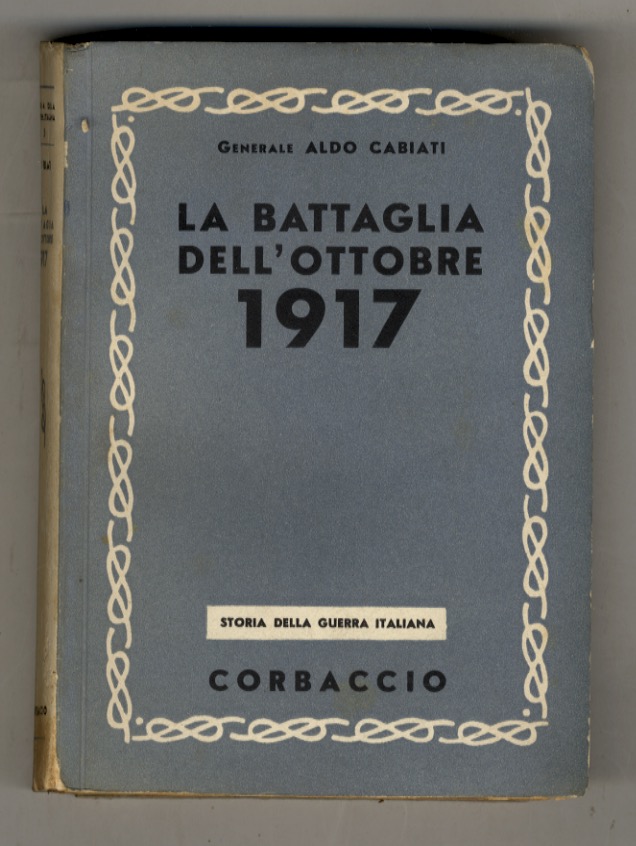 GENERALE ALDO CABIATI
LA BATTAGLIA
DELL'OTTOBRE
1917
STORIA DELLA GUERRA ITALIANA
CORBACCIO